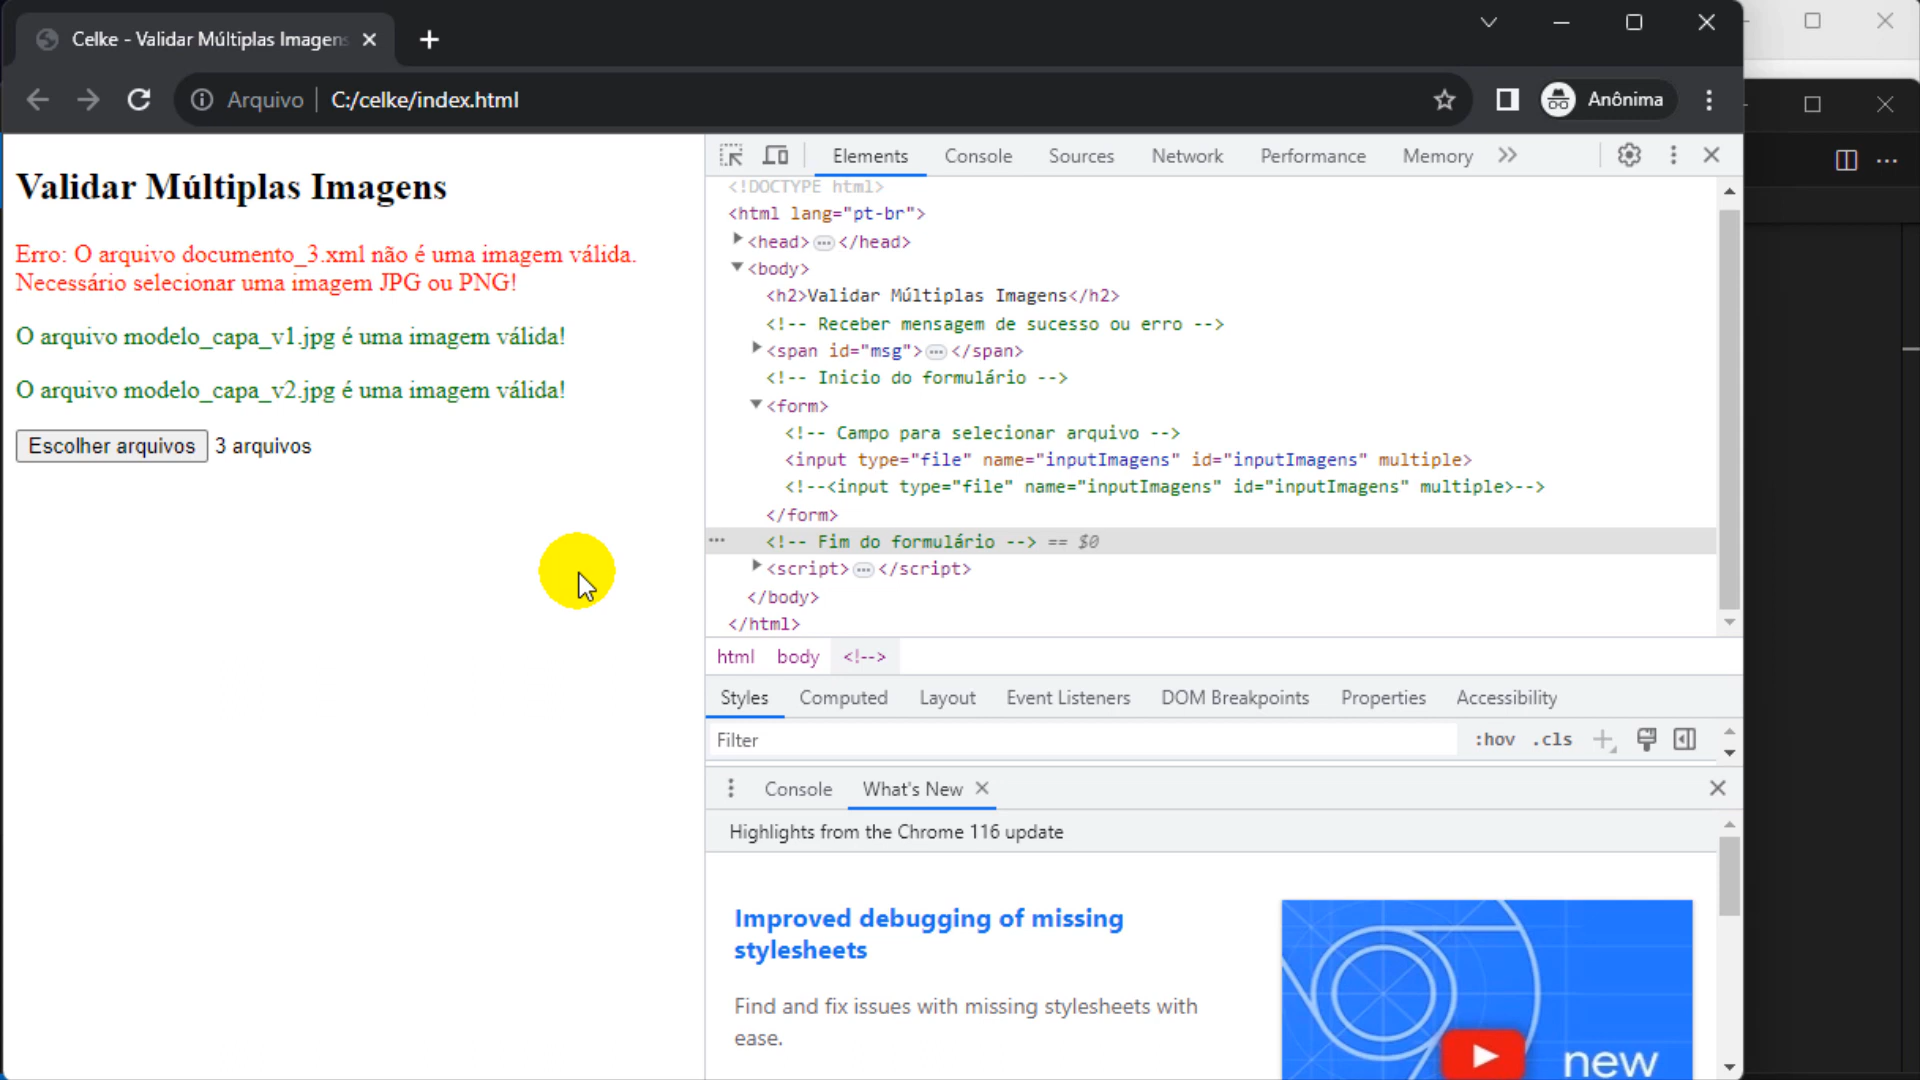 Celke - Validar Múltiplas Imagens
Arquivo
C:/celke/index.html
Anônima
Validar Múltiplas Imagens
Erro: O arquivo documento_3.xml não é uma imagem válida.
Necessário selecionar uma imagem JPG ou PNG!
O arquivo modelo_capa_v1.jpg é uma imagem válida!
O arquivo modelo_capa_v2.jpg é uma imagem válida!
Escolher arquivos 3 arquivos
Elements Console Sources Network Performance Memory
<!DOCTYPE html>
<html lang="pt-br">
<head> … </head>
<body>
<h2>Validar Múltiplas Imagens</h2>
<!-- Receber mensagem de sucesso ou erro -->
<span id="msg"> … </span>
<!-- Inicio do formulário -->
<form>
<!-- Campo para selecionar arquivo -->
<input type="file" name="inputImagens" id="inputImagens" multiple>
<!--<input type="file" name="inputImagens" id="inputImagens" multiple>-->
</form>
<!-- Fim do formulário --> == $0
<script> … </script>
</body>
</html>
html body <!-->
Styles Computed Layout Event Listeners DOM Breakpoints Properties Accessibility
Filter :hov .cls
Console What's New
Highlights from the Chrome 116 update
Improved debugging of missing
stylesheets
Find and fix issues with missing stylesheets with
ease.
new